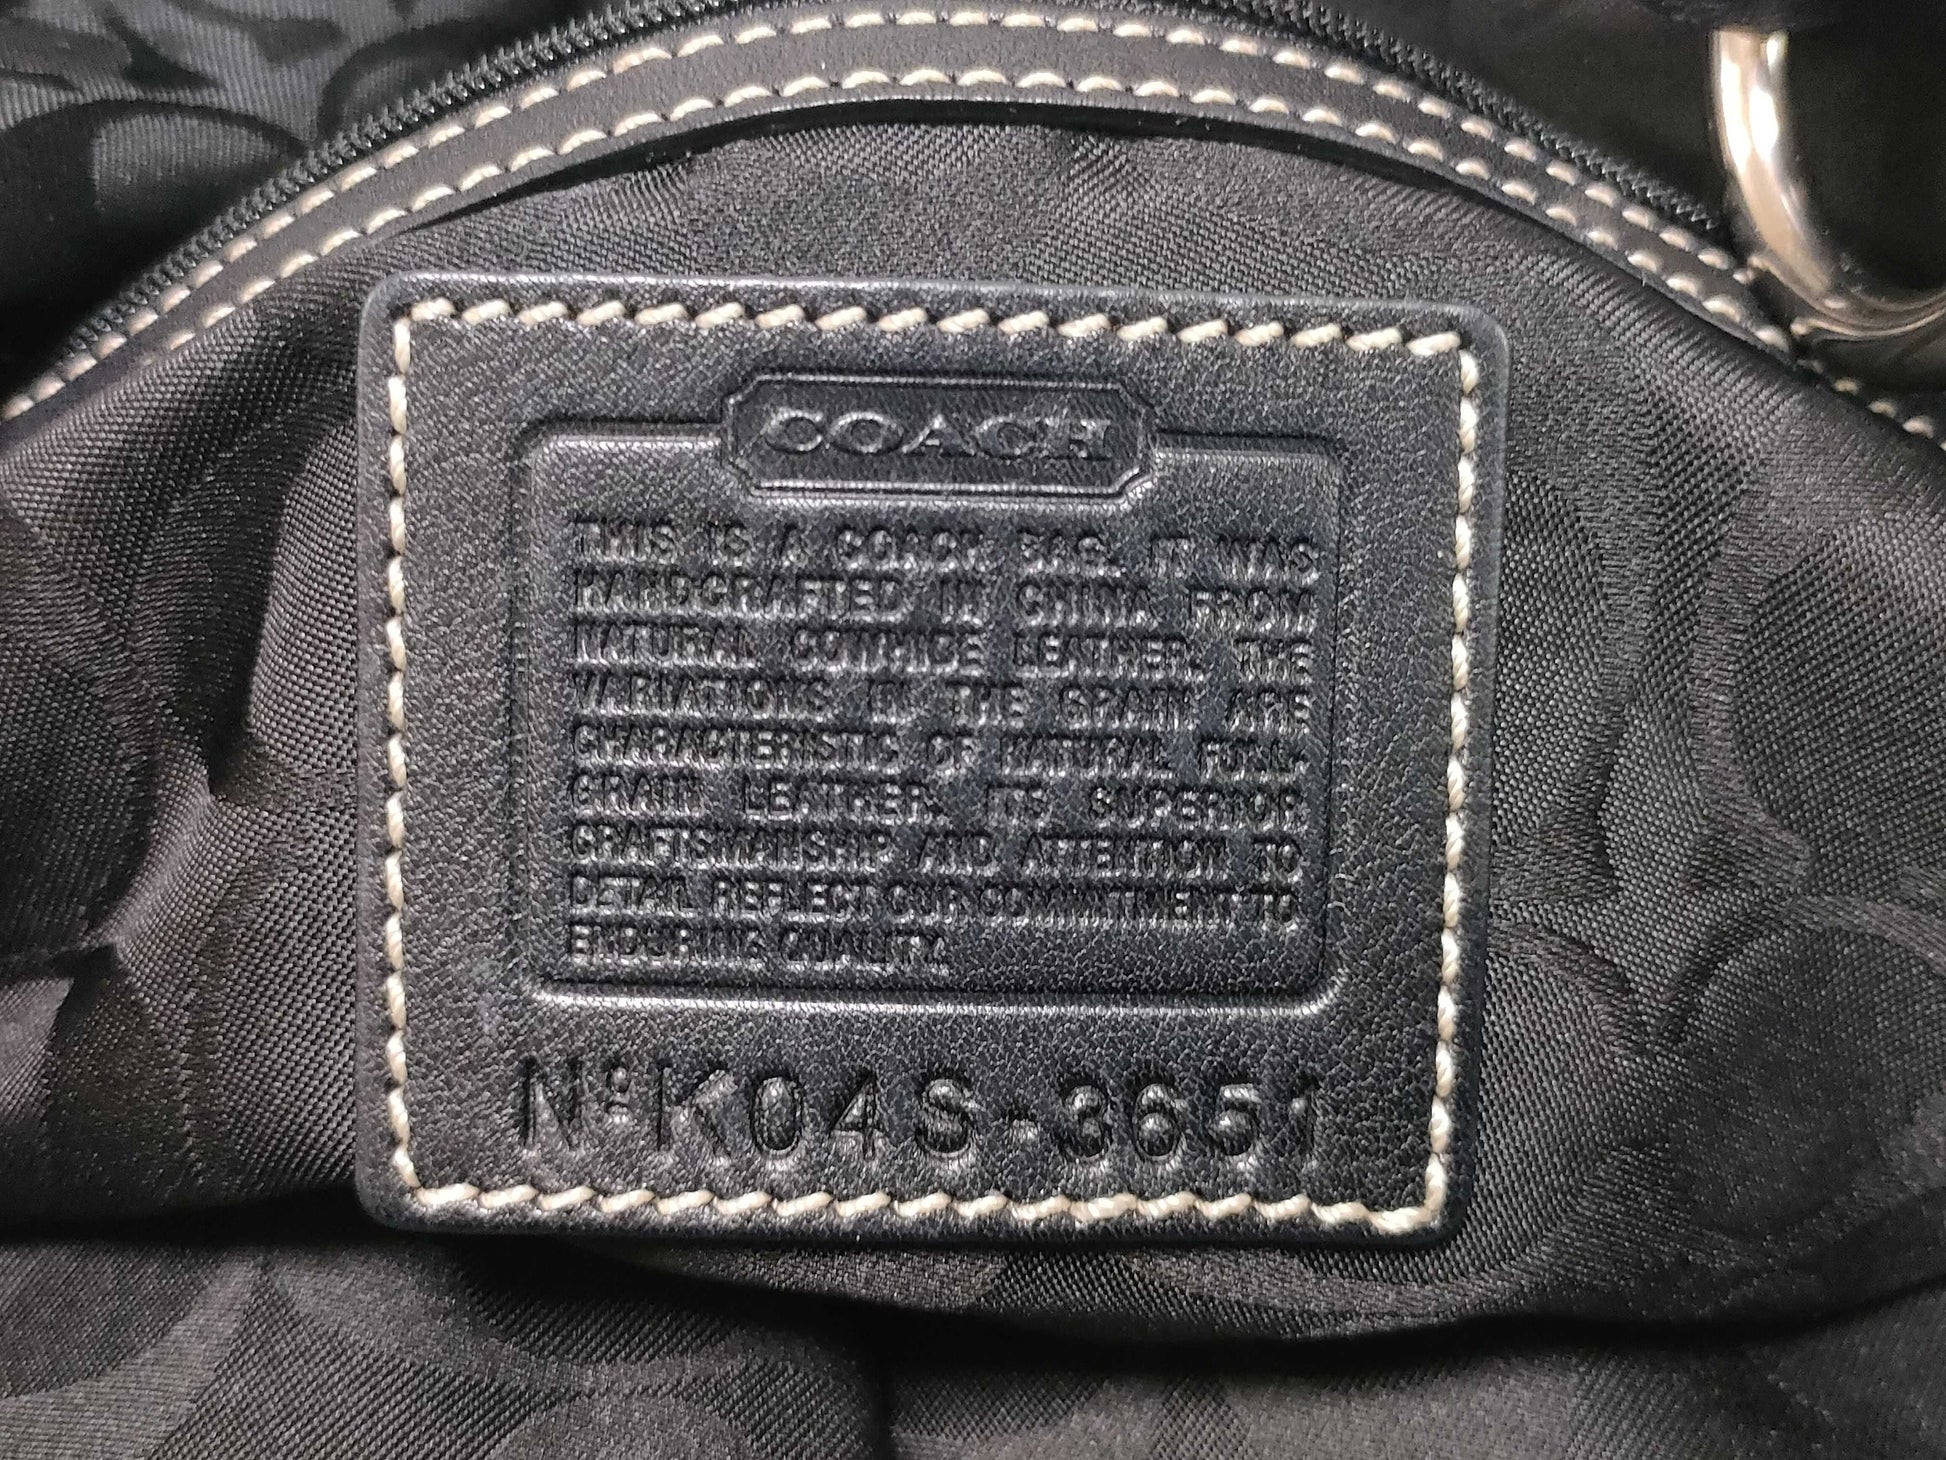 COACH
THIS IS A COACH BAG. IT WAS
HANDCRAFTED IN CHINA FROM
NATURAL COWHIDE LEATHER. THE
VARIATIONS IN THE GRAIN ARE
CHARACTERISTIC OF NATURAL FULL-
GRAIN LEATHER. ITS SUPERIOR
CRAFTSMANSHIP AND ATTENTION TO
DETAIL REFLECT OUR COMMITMENT TO
ENDURING QUALITY.
Nº K04S-3651